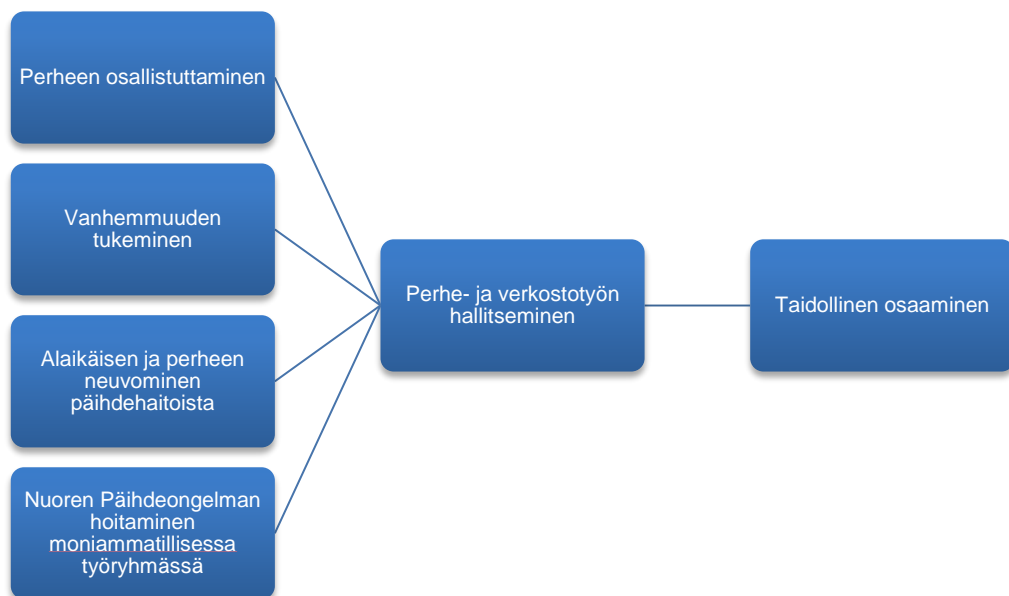 Perheen osallistuttaminen
Vanhemmuuden
tukeminen
Alaikäisen ja perheen
neuvominen
päihdehaitoista
Nuoren Päihdeongelman
hoitaminen
moniammatillisessa
työryhmässä
Perhe- ja verkostotyön
hallitseminen
Taidollinen osaaminen